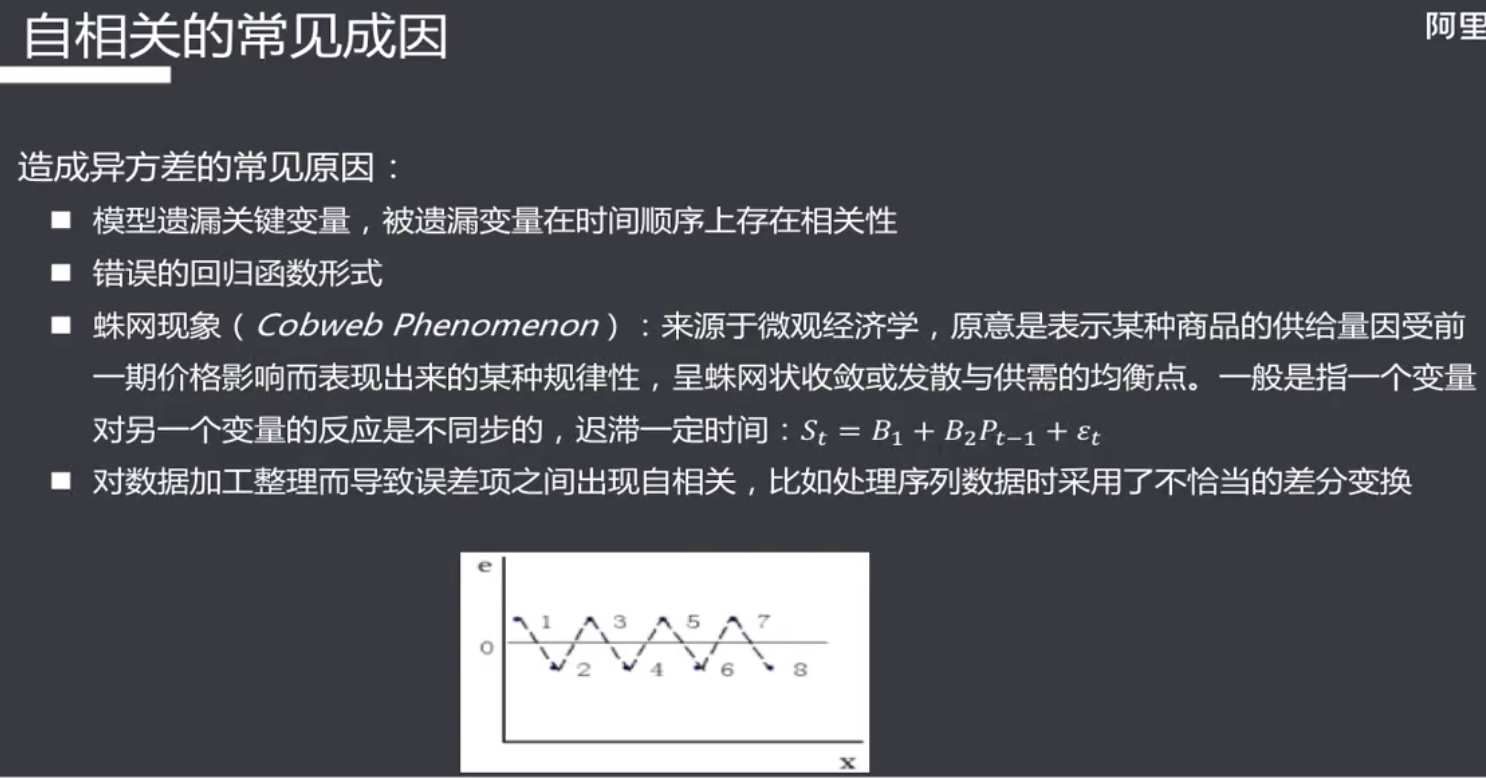 自相关的常见成因
阿里
造成异方差的常见原因：
■ 模型遗漏关键变量，被遗漏变量在时间顺序上存在相关性
■ 错误的回归函数形式
■ 蛛网现象（Cobweb Phenomenon）：来源于微观经济学，原意是表示某种商品的供给量因受前
一期价格影响而表现出来的某种规律性，呈蛛网状收敛或发散与供需的均衡点。一般是指一个变量
对另一个变量的反应是不同步的，迟滞一定时间：Sₜ = B₁ + B₂Pₜ₋₁ + εₜ
■ 对数据加工整理而导致误差项之间出现自相关，比如处理序列数据时采用了不恰当的差分变换
e
1 3 5 7
0
2 4 6 8
x